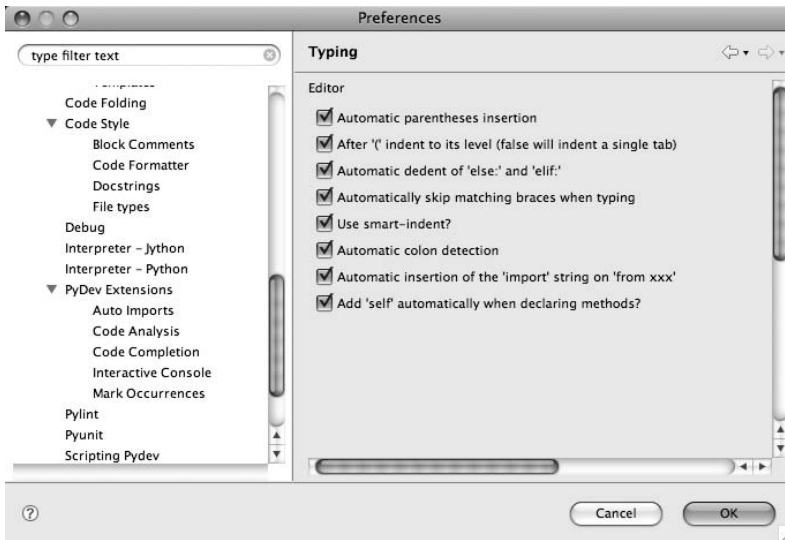 Preferences
type filter text
Code Folding
Code Style
Block Comments
Code Formatter
Docstrings
File types
Debug
Interpreter – Jython
Interpreter – Python
PyDev Extensions
Auto Imports
Code Analysis
Code Completion
Interactive Console
Mark Occurrences
Pylint
Pyunit
Scripting Pydev
Typing
Editor
Automatic parentheses insertion
After '(' indent to its level (false will indent a single tab)
Automatic dedent of 'else:' and 'elif:'
Automatically skip matching braces when typing
Use smart-indent?
Automatic colon detection
Automatic insertion of the 'import' string on 'from xxx'
Add 'self' automatically when declaring methods?
?
Cancel
OK